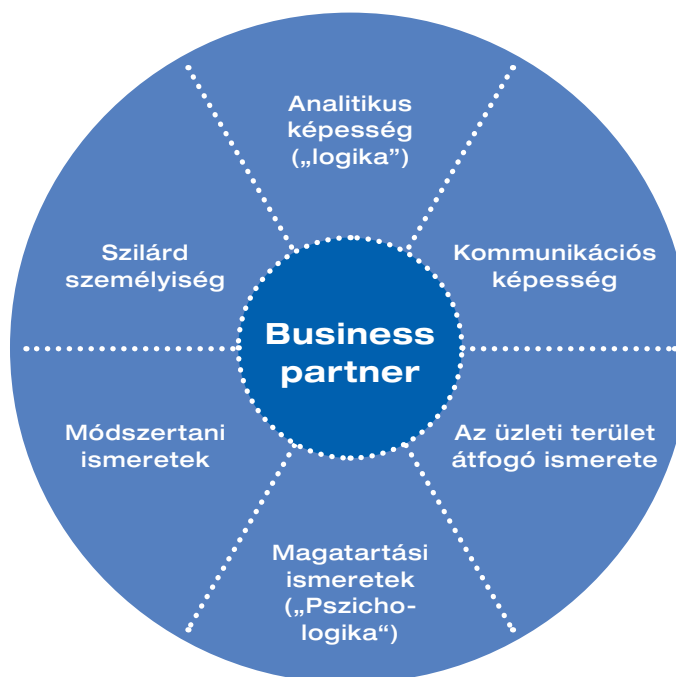 Analitikus
képesség
(„logika”)
Kommunikációs
képesség
Az üzleti terület
átfogó ismerete
Magatartási
ismeretek
(„Pszicho-
logika“)
Módszertani
ismeretek
Szilárd
személyiség
Business
partner